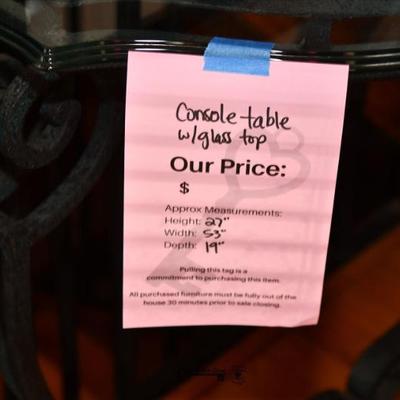 Console table
w/glass top
Our Price:
$
Approx Measurements:
Height: 27"
Width: 53"
Depth: 19"
Pulling this tag is a
commitment to purchasing this item.
All purchased furniture must be fully out of the
house 30 minutes prior to sale closing.